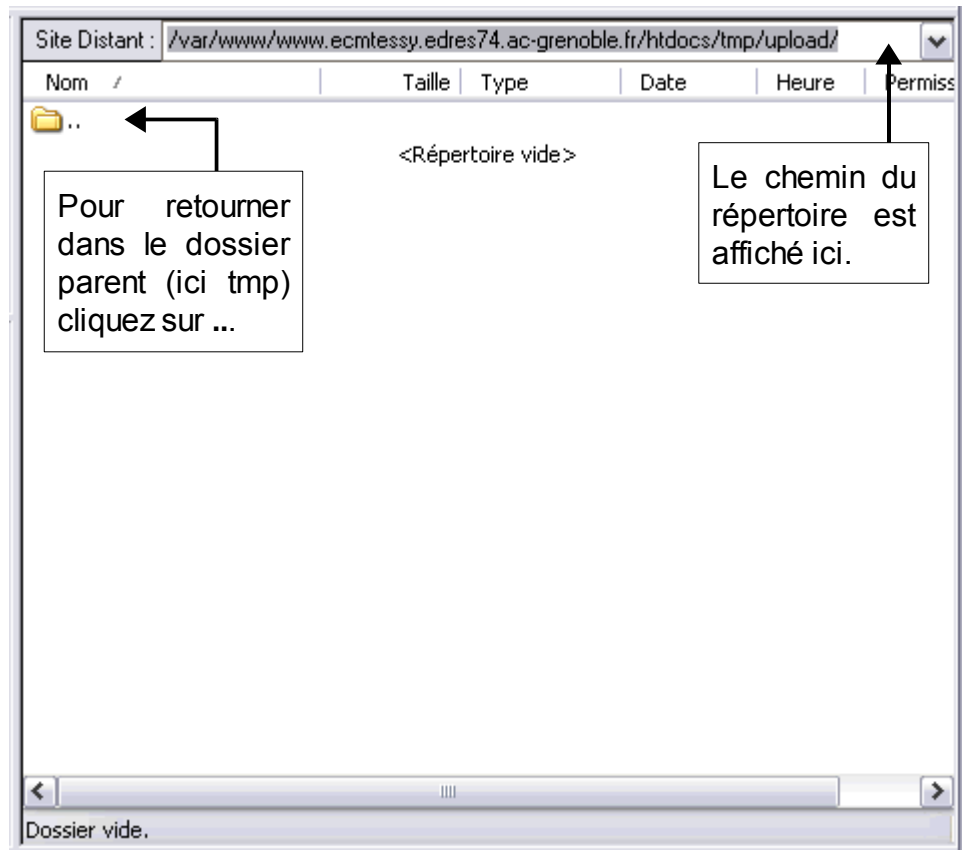 Site Distant : /var/www/www.ecmtessy.edres74.ac-grenoble.fr/htdocs/tmp/upload/
Nom / Taille Type Date Heure Permiss
..
<Répertoire vide>
Pour retourner
dans le dossier
parent (ici tmp)
cliquez sur ...
Le chemin du
répertoire est
affiché ici.
Dossier vide.